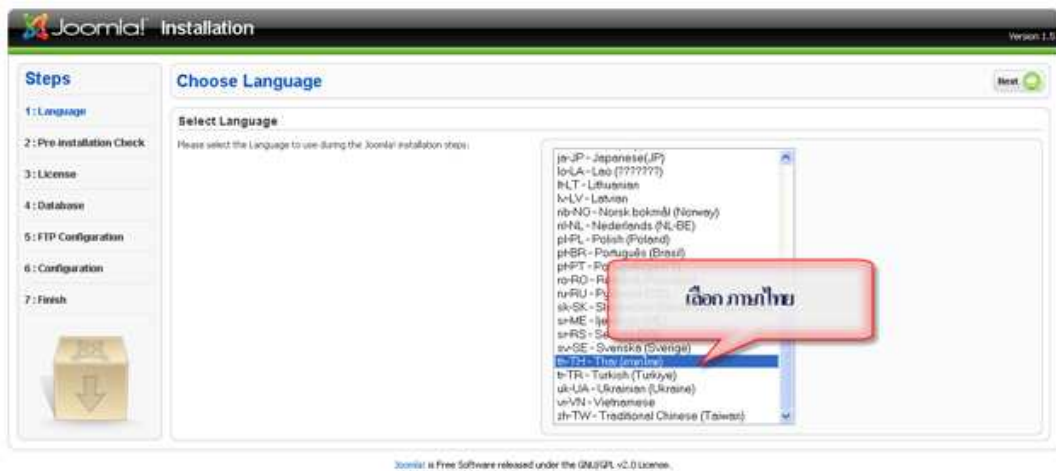 Joomla! Installation
Version 1.5
Steps
1 : Language
2 : Pre-installation Check
3 : License
4 : Database
5 : FTP Configuration
6 : Configuration
7 : Finish
Choose Language
Next
Select Language
Please select the Language to use during the Joomla! installation steps:
ja-JP - Japanese(JP)
lo-LA - Lao (???????)
lt-LT - Lithuanian
lv-LV - Latvian
nb-NO - Norsk bokmål (Norway)
nl-NL - Nederlands (NL-BE)
pl-PL - Polish (Poland)
pt-BR - Português (Brasil)
pt-PT - Po
ro-RO - R
ru-RU - Р
sk-SK - Sl
sr-ME - Ije
sr-RS - Se
sv-SE - Svenska (Sverige)
th-TH - Thai (ภาษาไทย)
tr-TR - Turkish (Türkiye)
uk-UA - Ukrainian (Ukraine)
vi-VN - Vietnamese
zh-TW - Traditional Chinese (Taiwan)
เลือก ภาษาไทย
Joomla! is Free Software released under the GNU/GPL v2.0 License.